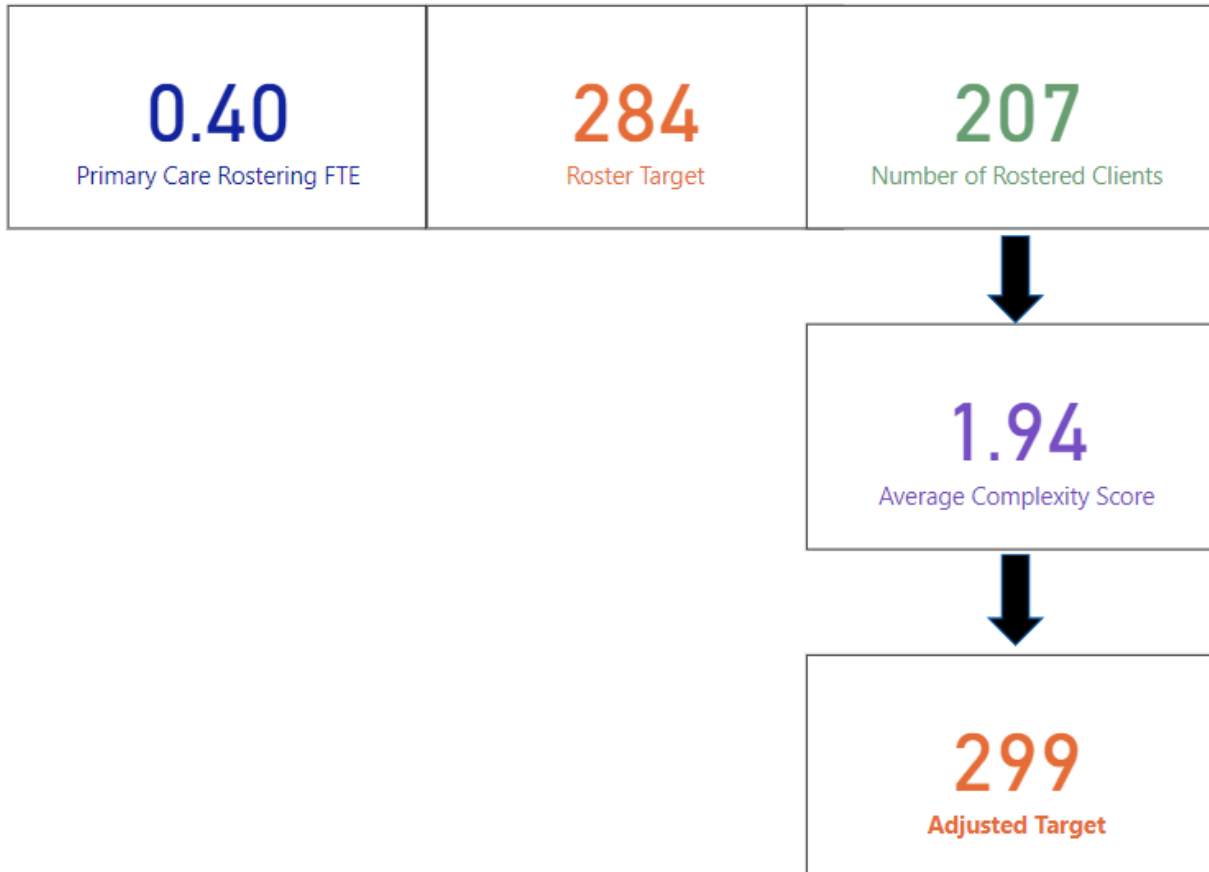 0.40
Primary Care Rostering FTE
284
Roster Target
207
Number of Rostered Clients
1.94
Average Complexity Score
299
Adjusted Target